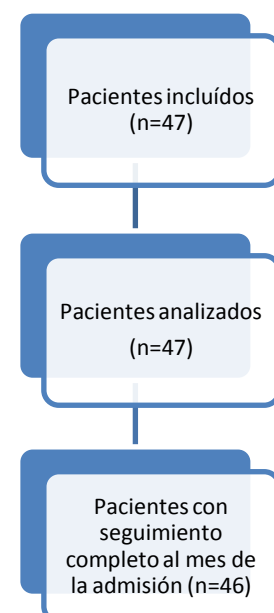 Pacientes incluídos
(n=47)
Pacientes analizados
(n=47)
Pacientes con
seguimiento
completo al mes de
la admisión (n=46)